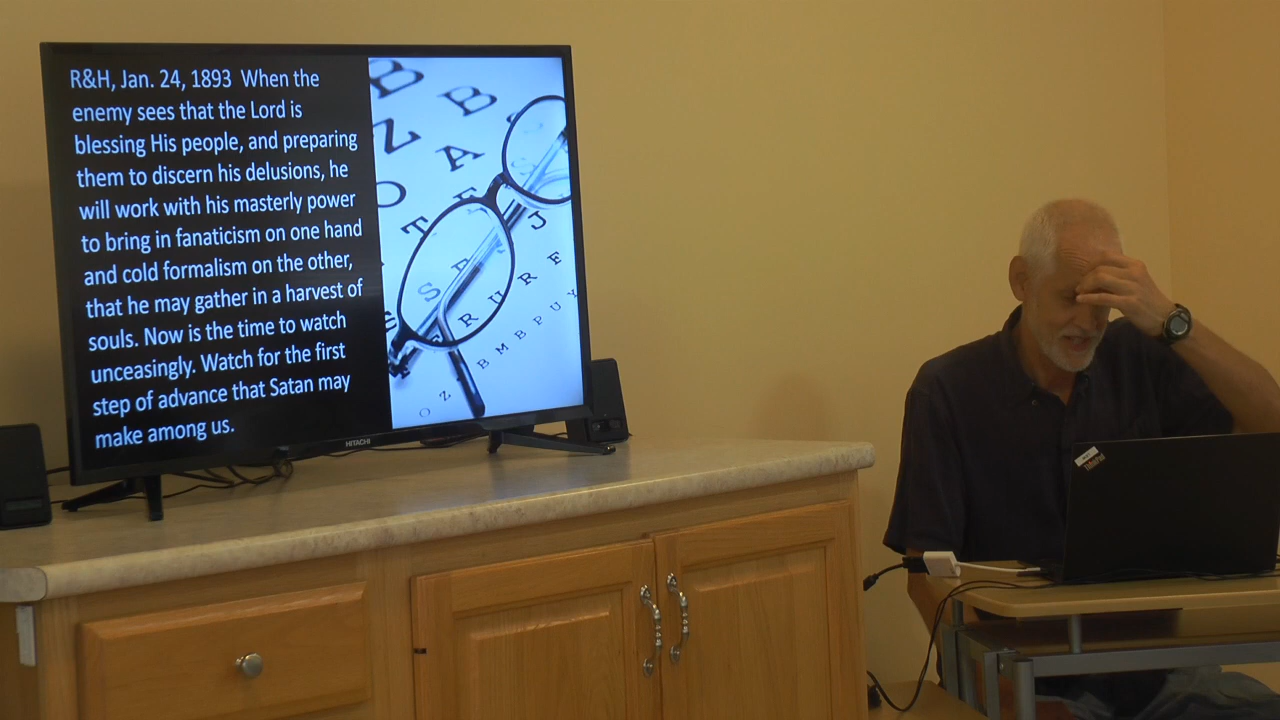 R&H, Jan. 24, 1893 When the
enemy sees that the Lord is
blessing His people, and preparing
them to discern his delusions, he
will work with his masterly power
to bring in fanaticism on one hand
and cold formalism on the other,
that he may gather in a harvest of
souls. Now is the time to watch
unceasingly. Watch for the first
step of advance that Satan may
make among us.
B B
Z A
O T E J
S A
R U R F E
B M B P U Y
O Z
HITACHI
ThinkPad